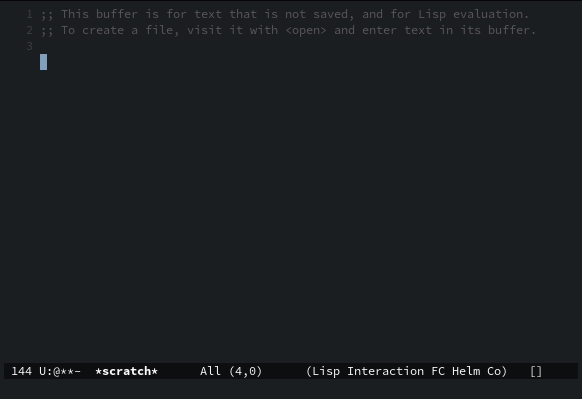 1 ;; This buffer is for text that is not saved, and for Lisp evaluation.
2 ;; To create a file, visit it with <open> and enter text in its buffer.
3
144 U:@**-  *scratch*      All (4,0)      (Lisp Interaction FC Helm Co)   []